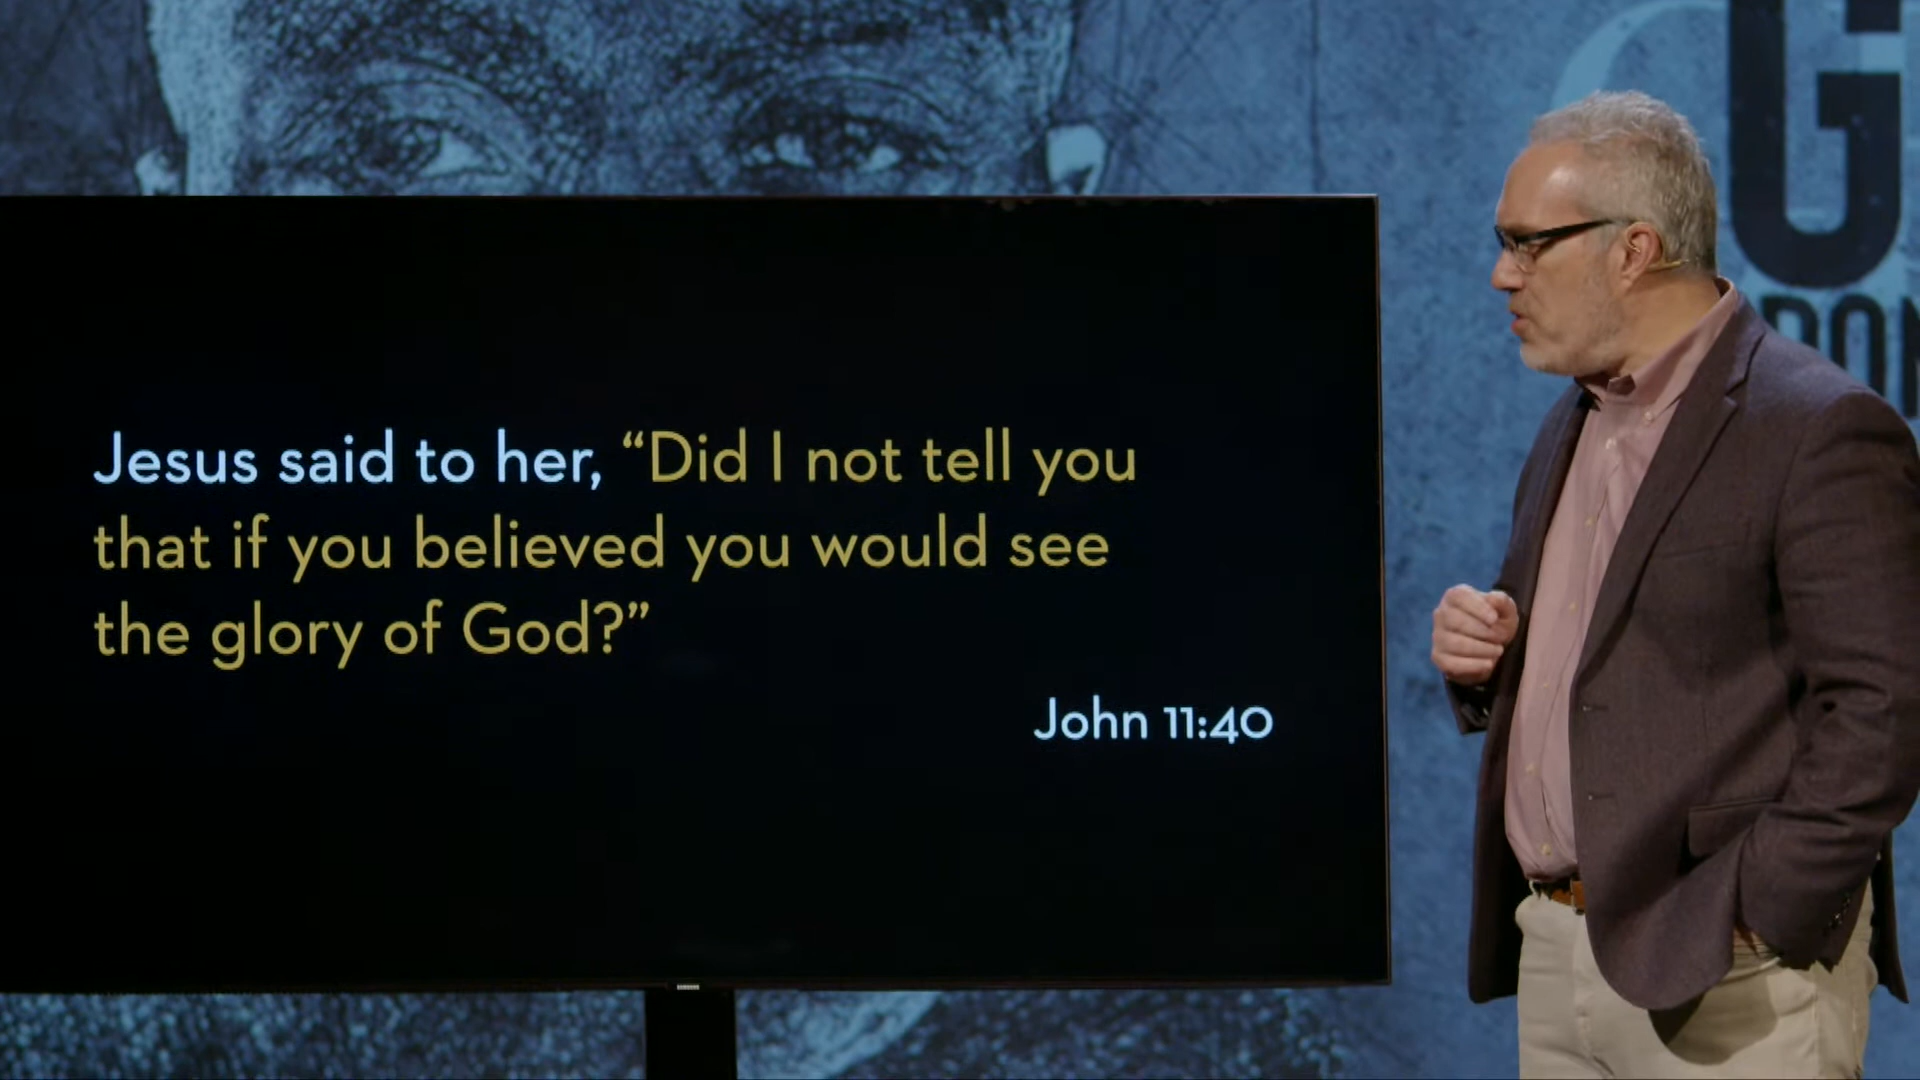 Jesus said to her, “Did I not tell you
that if you believed you would see
the glory of God?”
John 11:40
G